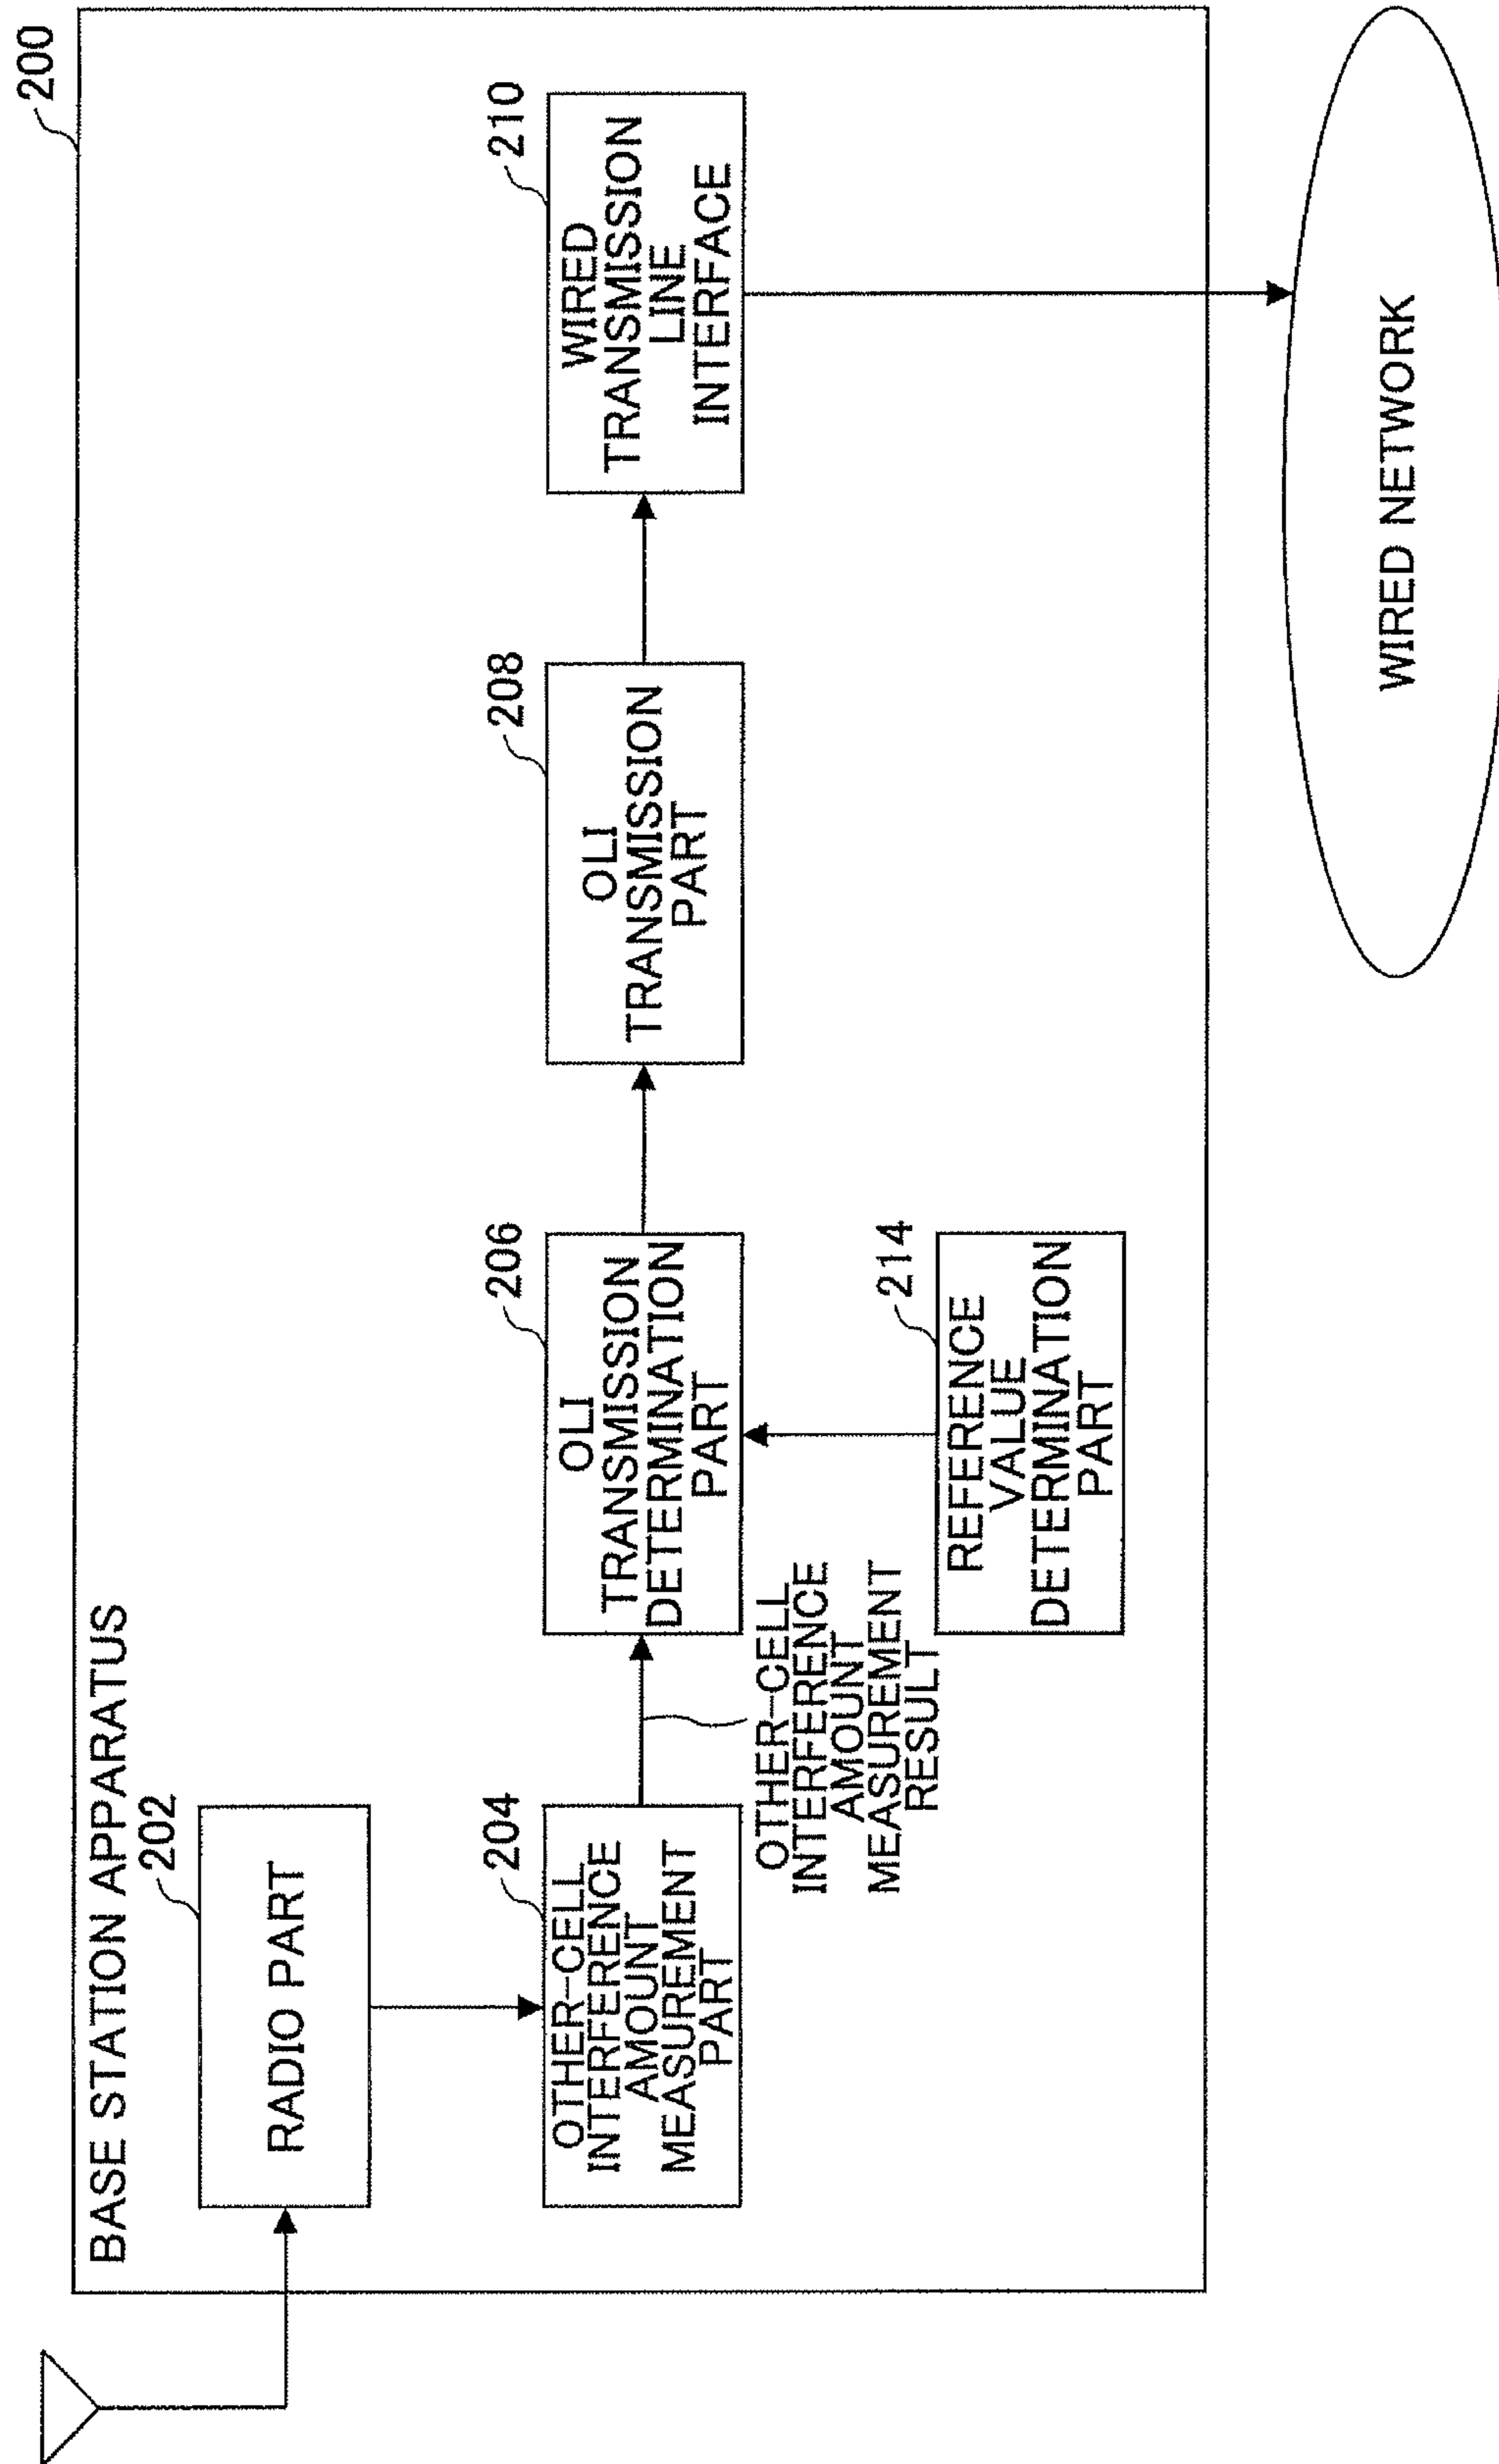 200
BASE STATION APPARATUS
202
RADIO PART
204
OTHER-CELL
INTERFERENCE
AMOUNT
MEASUREMENT
PART
OTHER-CELL
INTERFERENCE
AMOUNT
MEASUREMENT
RESULT
206
OLI
TRANSMISSION
DETERMINATION
PART
214
REFERENCE
VALUE
DETERMINATION
PART
208
OLI
TRANSMISSION
PART
210
WIRED
TRANSMISSION
LINE
INTERFACE
WIRED NETWORK